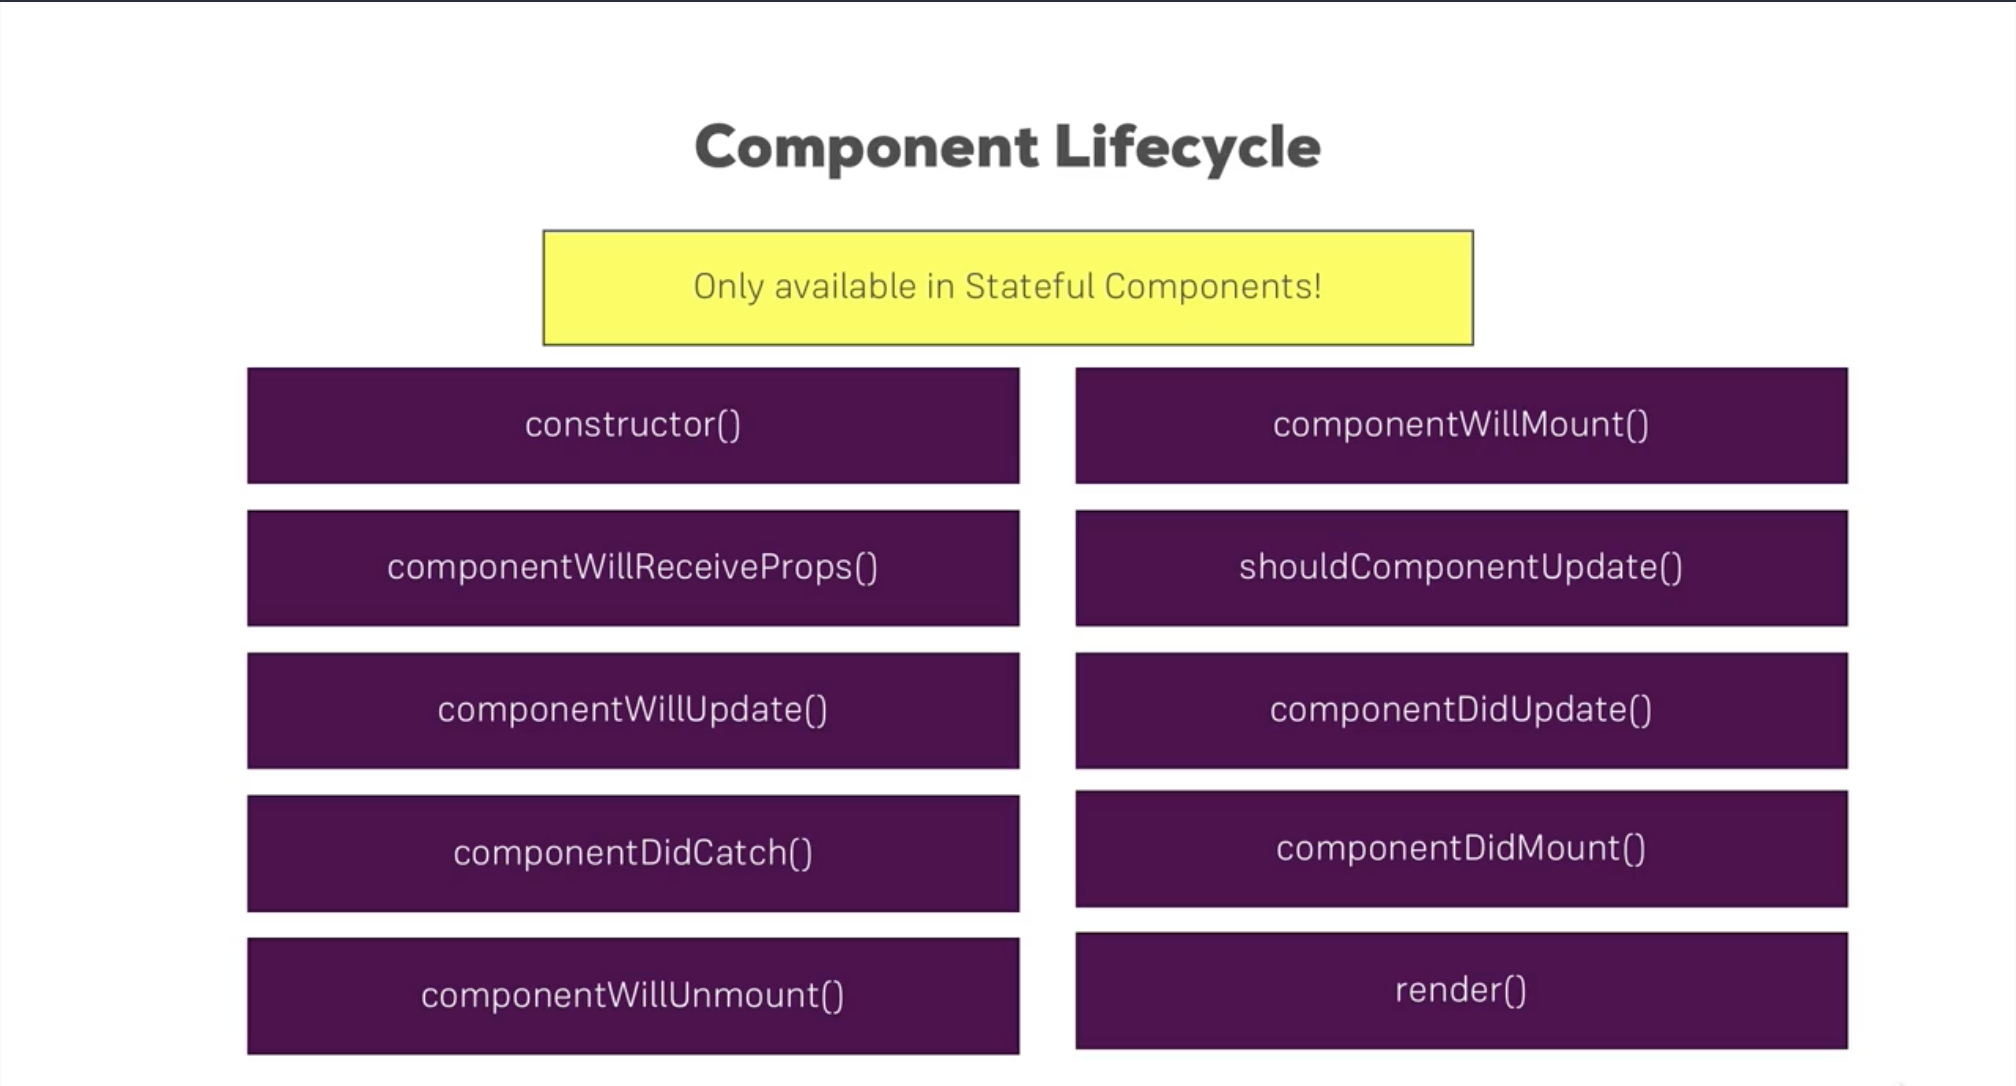 Component Lifecycle
Only available in Stateful Components!
constructor()
componentWillMount()
componentWillReceiveProps()
shouldComponentUpdate()
componentWillUpdate()
componentDidUpdate()
componentDidCatch()
componentDidMount()
componentWillUnmount()
render()